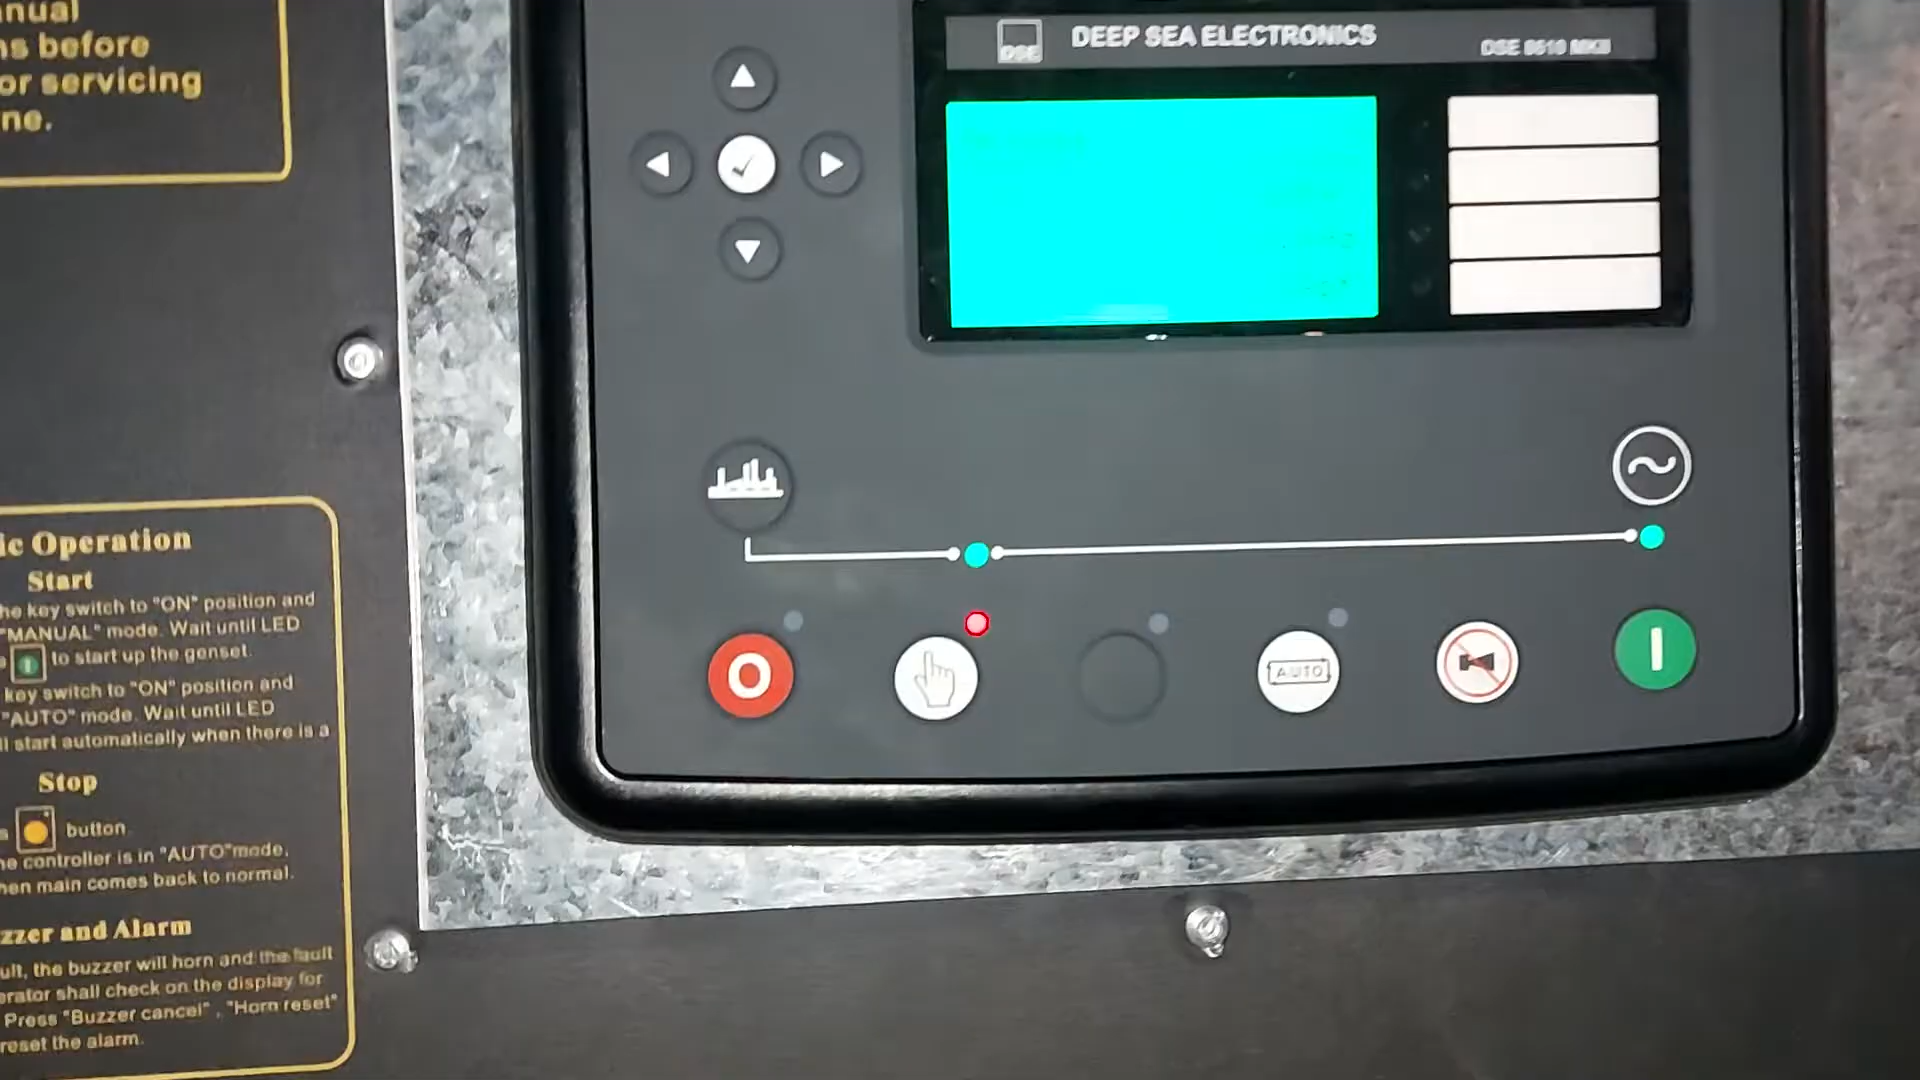 nual
ns before
or servicing
ne.
DSE
DEEP SEA ELECTRONICS
DSE 8610 MKII
ic Operation
Start
he key switch to "ON" position and
"MANUAL" mode. Wait until LED
to start up the genset.
key switch to "ON" position and
"AUTO" mode. Wait until LED
ll start automatically when there is a
Stop
button
he controller is in "AUTO"mode,
hen main comes back to normal.
zzer and Alarm
ult, the buzzer will horn and the fault
erator shall check on the display for
Press "Buzzer cancel" , "Horn reset"
reset the alarm.
O
AUTO
I